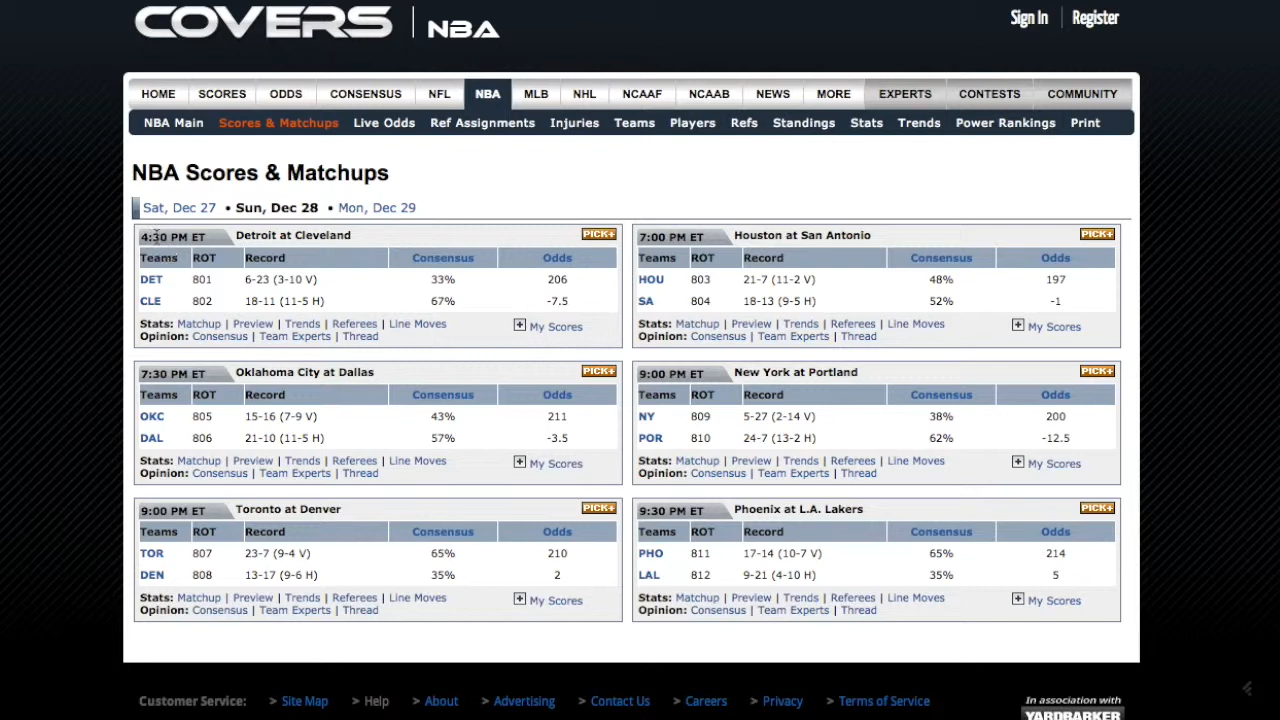 COVERS | NBA
Sign In Register
HOME SCORES ODDS CONSENSUS NFL NBA MLB NHL NCAAF NCAAB NEWS MORE EXPERTS CONTESTS COMMUNITY
NBA Main Scores & Matchups Live Odds Ref Assignments Injuries Teams Players Refs Standings Stats Trends Power Rankings Print
NBA Scores & Matchups
Sat, Dec 27 • Sun, Dec 28 • Mon, Dec 29
4:30 PM ET Detroit at Cleveland PICK+
Teams ROT Record Consensus Odds
DET 801 6-23 (3-10 V) 33% 206
CLE 802 18-11 (11-5 H) 67% -7.5
Stats: Matchup | Preview | Trends | Referees | Line Moves + My Scores
Opinion: Consensus | Team Experts | Thread
7:00 PM ET Houston at San Antonio PICK+
Teams ROT Record Consensus Odds
HOU 803 21-7 (11-2 V) 48% 197
SA 804 18-13 (9-5 H) 52% -1
Stats: Matchup | Preview | Trends | Referees | Line Moves + My Scores
Opinion: Consensus | Team Experts | Thread
7:30 PM ET Oklahoma City at Dallas PICK+
Teams ROT Record Consensus Odds
OKC 805 15-16 (7-9 V) 43% 211
DAL 806 21-10 (11-5 H) 57% -3.5
Stats: Matchup | Preview | Trends | Referees | Line Moves + My Scores
Opinion: Consensus | Team Experts | Thread
9:00 PM ET New York at Portland PICK+
Teams ROT Record Consensus Odds
NY 809 5-27 (2-14 V) 38% 200
POR 810 24-7 (13-2 H) 62% -12.5
Stats: Matchup | Preview | Trends | Referees | Line Moves + My Scores
Opinion: Consensus | Team Experts | Thread
9:00 PM ET Toronto at Denver PICK+
Teams ROT Record Consensus Odds
TOR 807 23-7 (9-4 V) 65% 210
DEN 808 13-17 (9-6 H) 35% 2
Stats: Matchup | Preview | Trends | Referees | Line Moves + My Scores
Opinion: Consensus | Team Experts | Thread
9:30 PM ET Phoenix at L.A. Lakers PICK+
Teams ROT Record Consensus Odds
PHO 811 17-14 (10-7 V) 65% 214
LAL 812 9-21 (4-10 H) 35% 5
Stats: Matchup | Preview | Trends | Referees | Line Moves + My Scores
Opinion: Consensus | Team Experts | Thread
Customer Service: > Site Map > Help > About > Advertising > Contact Us > Careers > Privacy > Terms of Service
In association with
YARDBARKER